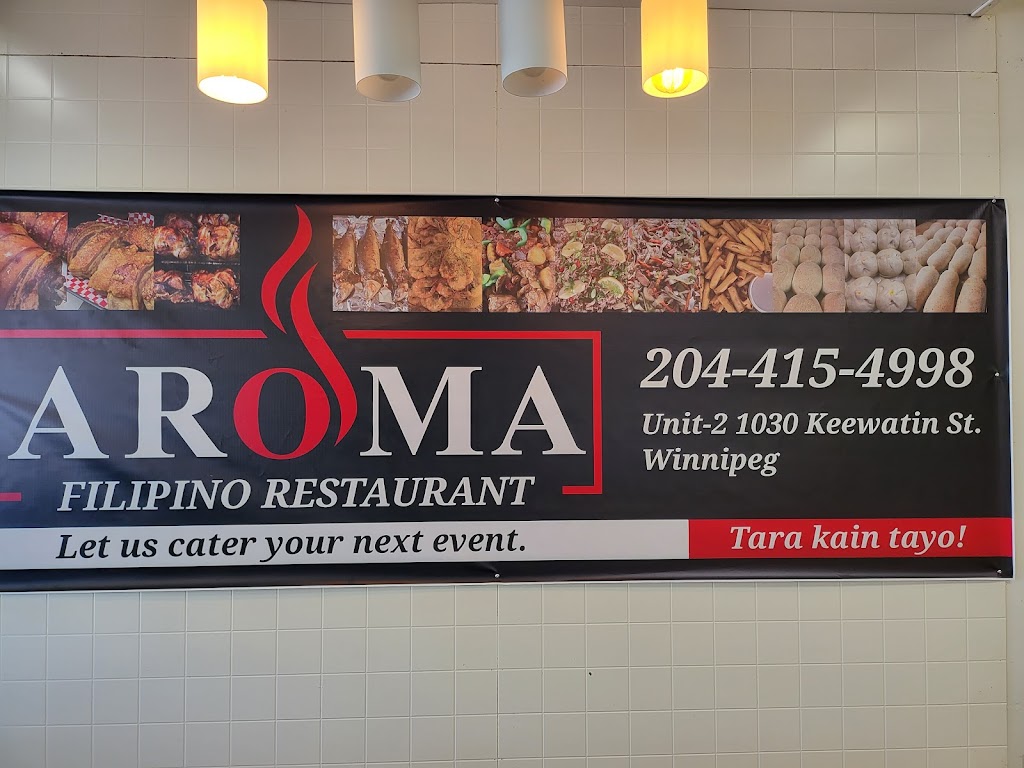 AROMA
FILIPINO RESTAURANT
Let us cater your next event.
204-415-4998
Unit-2 1030 Keewatin St.
Winnipeg
Tara kain tayo!